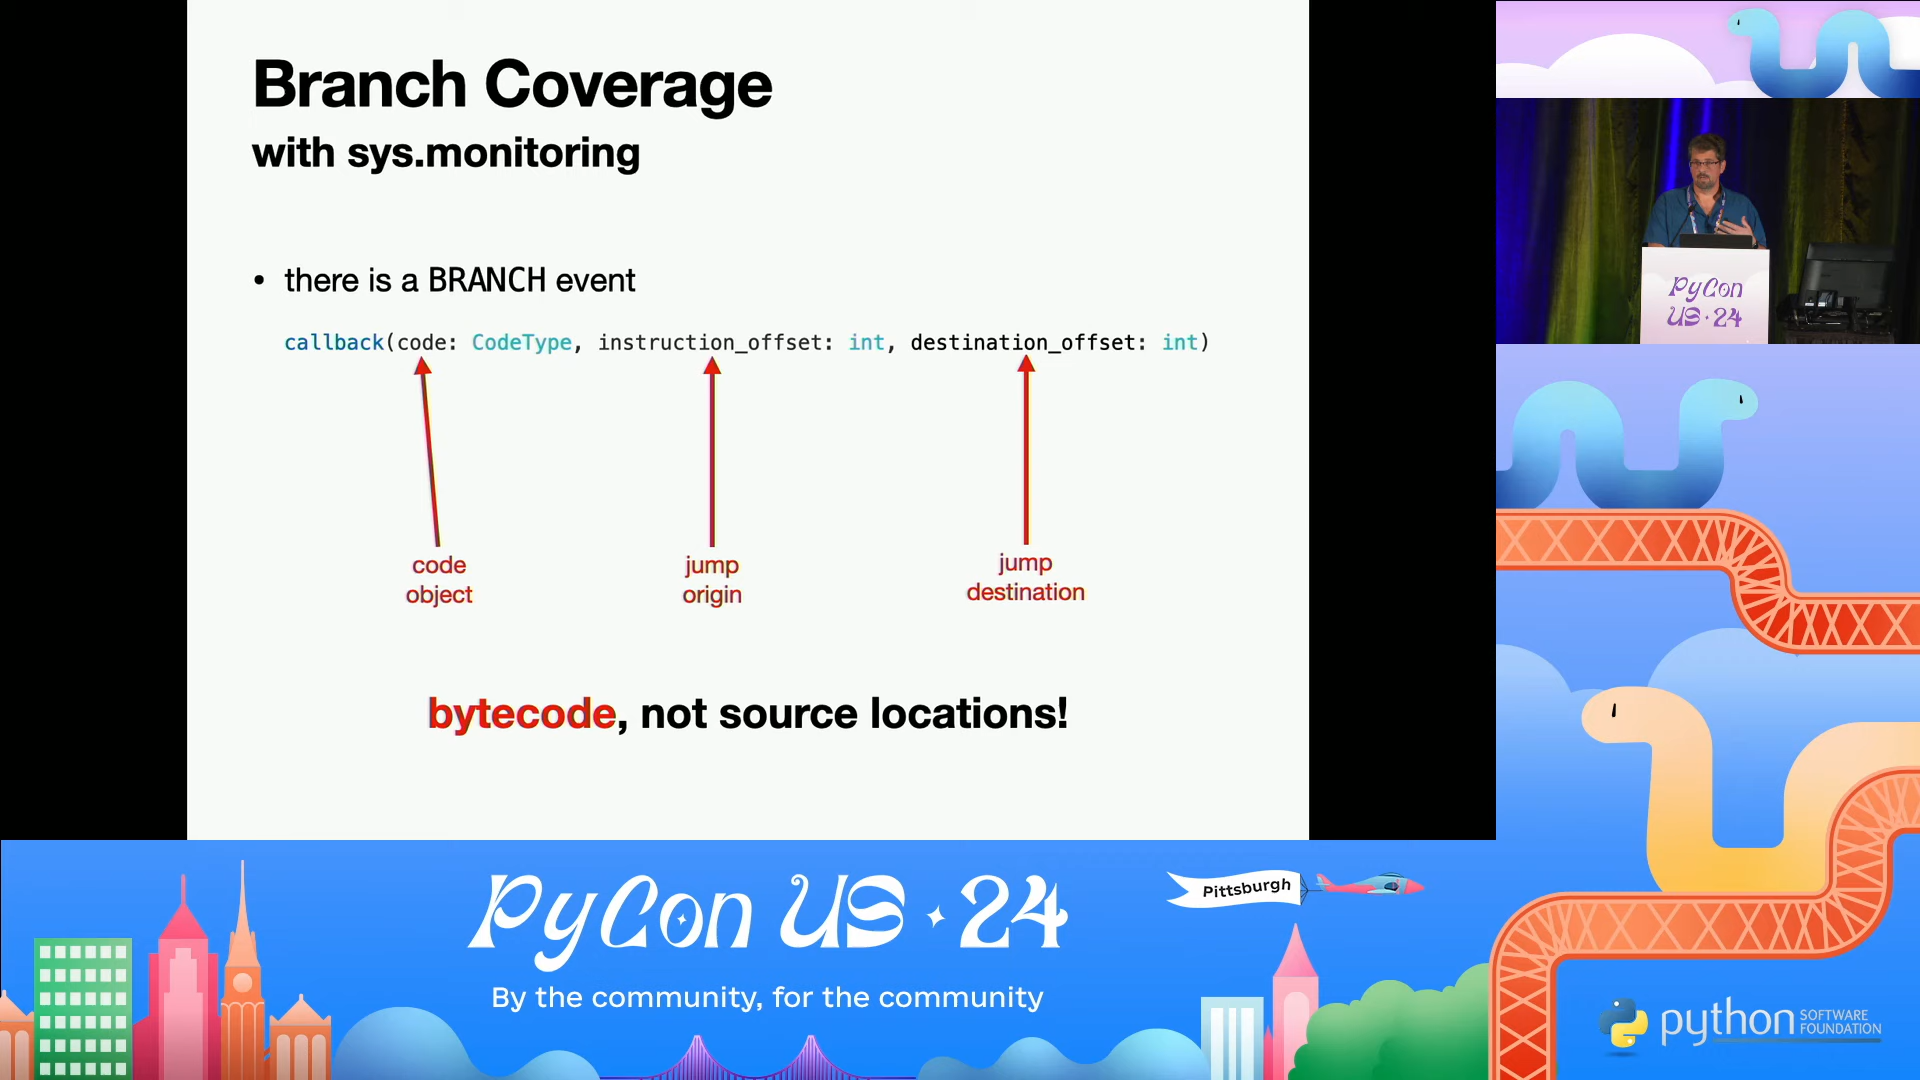 Branch Coverage
with sys.monitoring
• there is a BRANCH event
callback(code: CodeType, instruction_offset: int, destination_offset: int)
code
object
jump
origin
jump
destination
bytecode, not source locations!
PyCon
US·24
PyCon US · 24
By the community, for the community
Pittsburgh
python
SOFTWARE
FOUNDATION